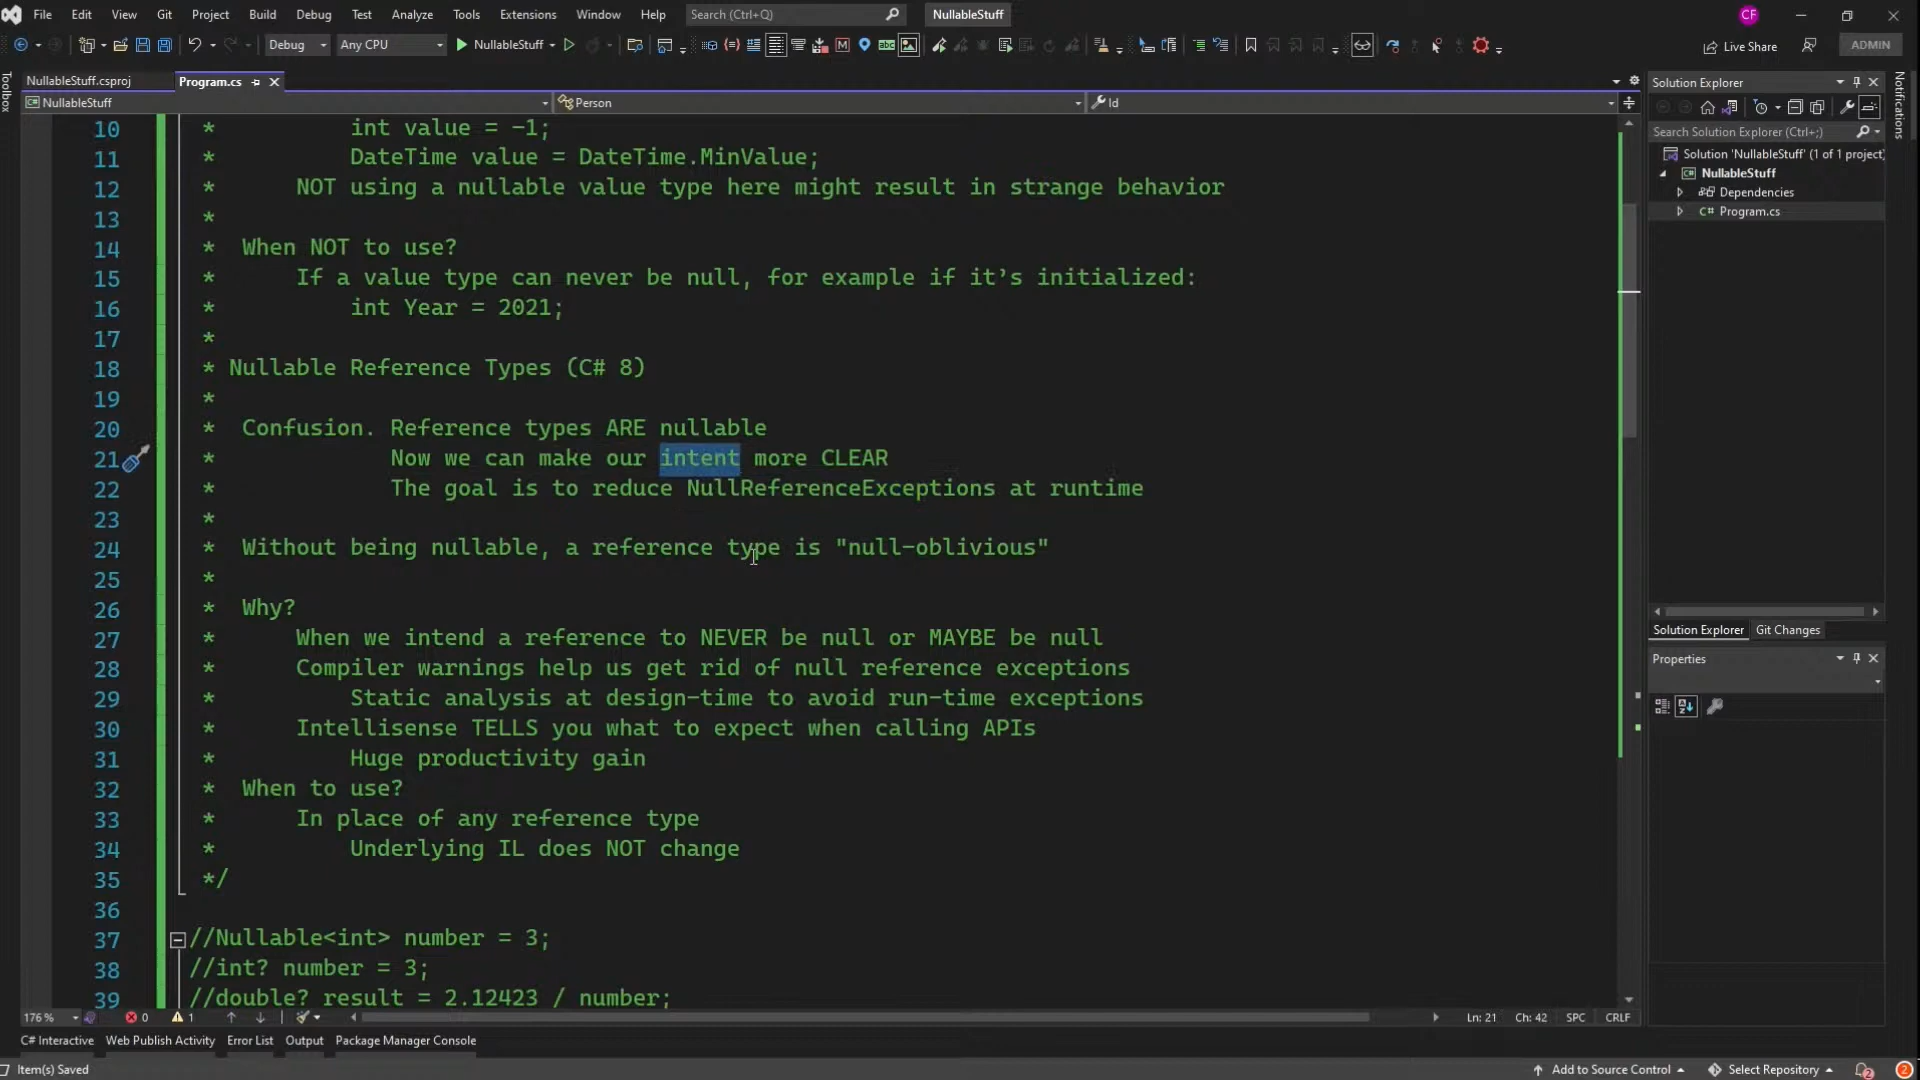 File Edit View Git Project Build Debug Test Analyze Tools Extensions Window Help Search (Ctrl+Q) NullableStuff CF
Debug Any CPU NullableStuff Live Share ADMIN
Toolbox
NullableStuff.csproj Program.cs
NullableStuff Person Id
10 * int value = -1;
11 * DateTime value = DateTime.MinValue;
12 * NOT using a nullable value type here might result in strange behavior
13 *
14 * When NOT to use?
15 * If a value type can never be null, for example if it's initialized:
16 * int Year = 2021;
17 *
18 * Nullable Reference Types (C# 8)
19 *
20 * Confusion. Reference types ARE nullable
21 * Now we can make our intent more CLEAR
22 * The goal is to reduce NullReferenceExceptions at runtime
23 *
24 * Without being nullable, a reference type is "null-oblivious"
25 *
26 * Why?
27 * When we intend a reference to NEVER be null or MAYBE be null
28 * Compiler warnings help us get rid of null reference exceptions
29 * Static analysis at design-time to avoid run-time exceptions
30 * Intellisense TELLS you what to expect when calling APIs
31 * Huge productivity gain
32 * When to use?
33 * In place of any reference type
34 * Underlying IL does NOT change
35 */
36
37 //Nullable<int> number = 3;
38 //int? number = 3;
39 //double? result = 2.12423 / number;
176 % 0 1 Ln: 21 Ch: 42 SPC CRLF
C# Interactive Web Publish Activity Error List Output Package Manager Console
Item(s) Saved Add to Source Control Select Repository 2
Solution Explorer
Search Solution Explorer (Ctrl+;)
Solution 'NullableStuff' (1 of 1 project)
NullableStuff
Dependencies
C# Program.cs
Solution Explorer Git Changes
Properties
Notifications